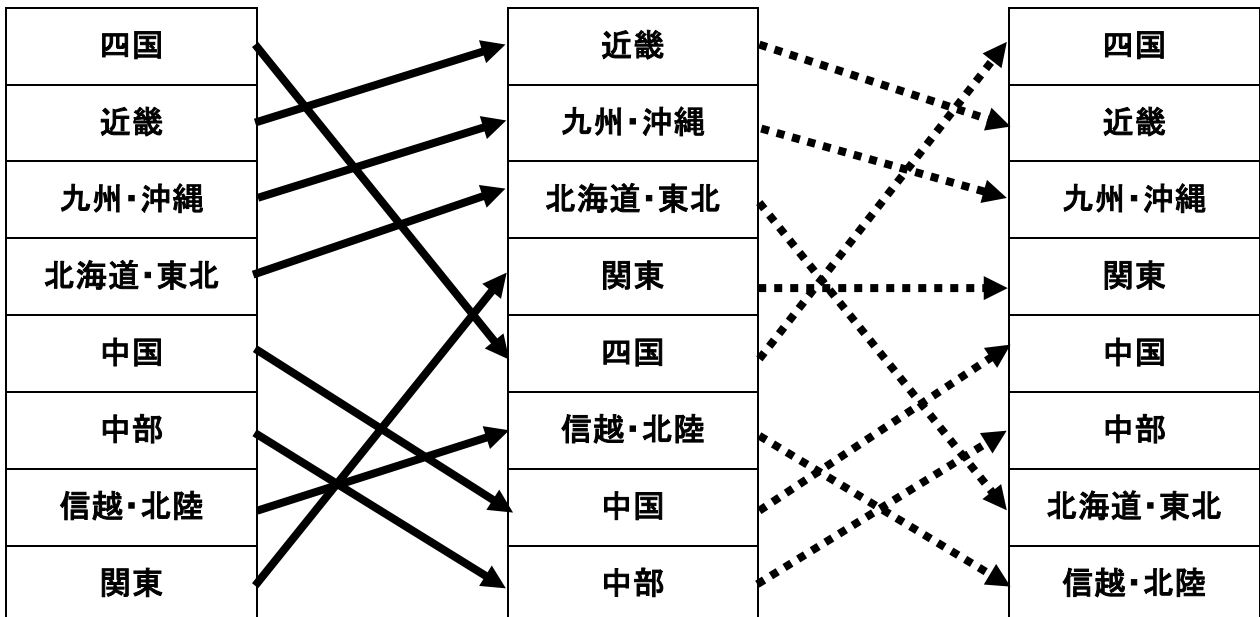 四国
近畿
九州・沖縄
北海道・東北
中国
中部
信越・北陸
関東
近畿
九州・沖縄
北海道・東北
関東
四国
信越・北陸
中国
中部
四国
近畿
九州・沖縄
関東
中国
中部
北海道・東北
信越・北陸